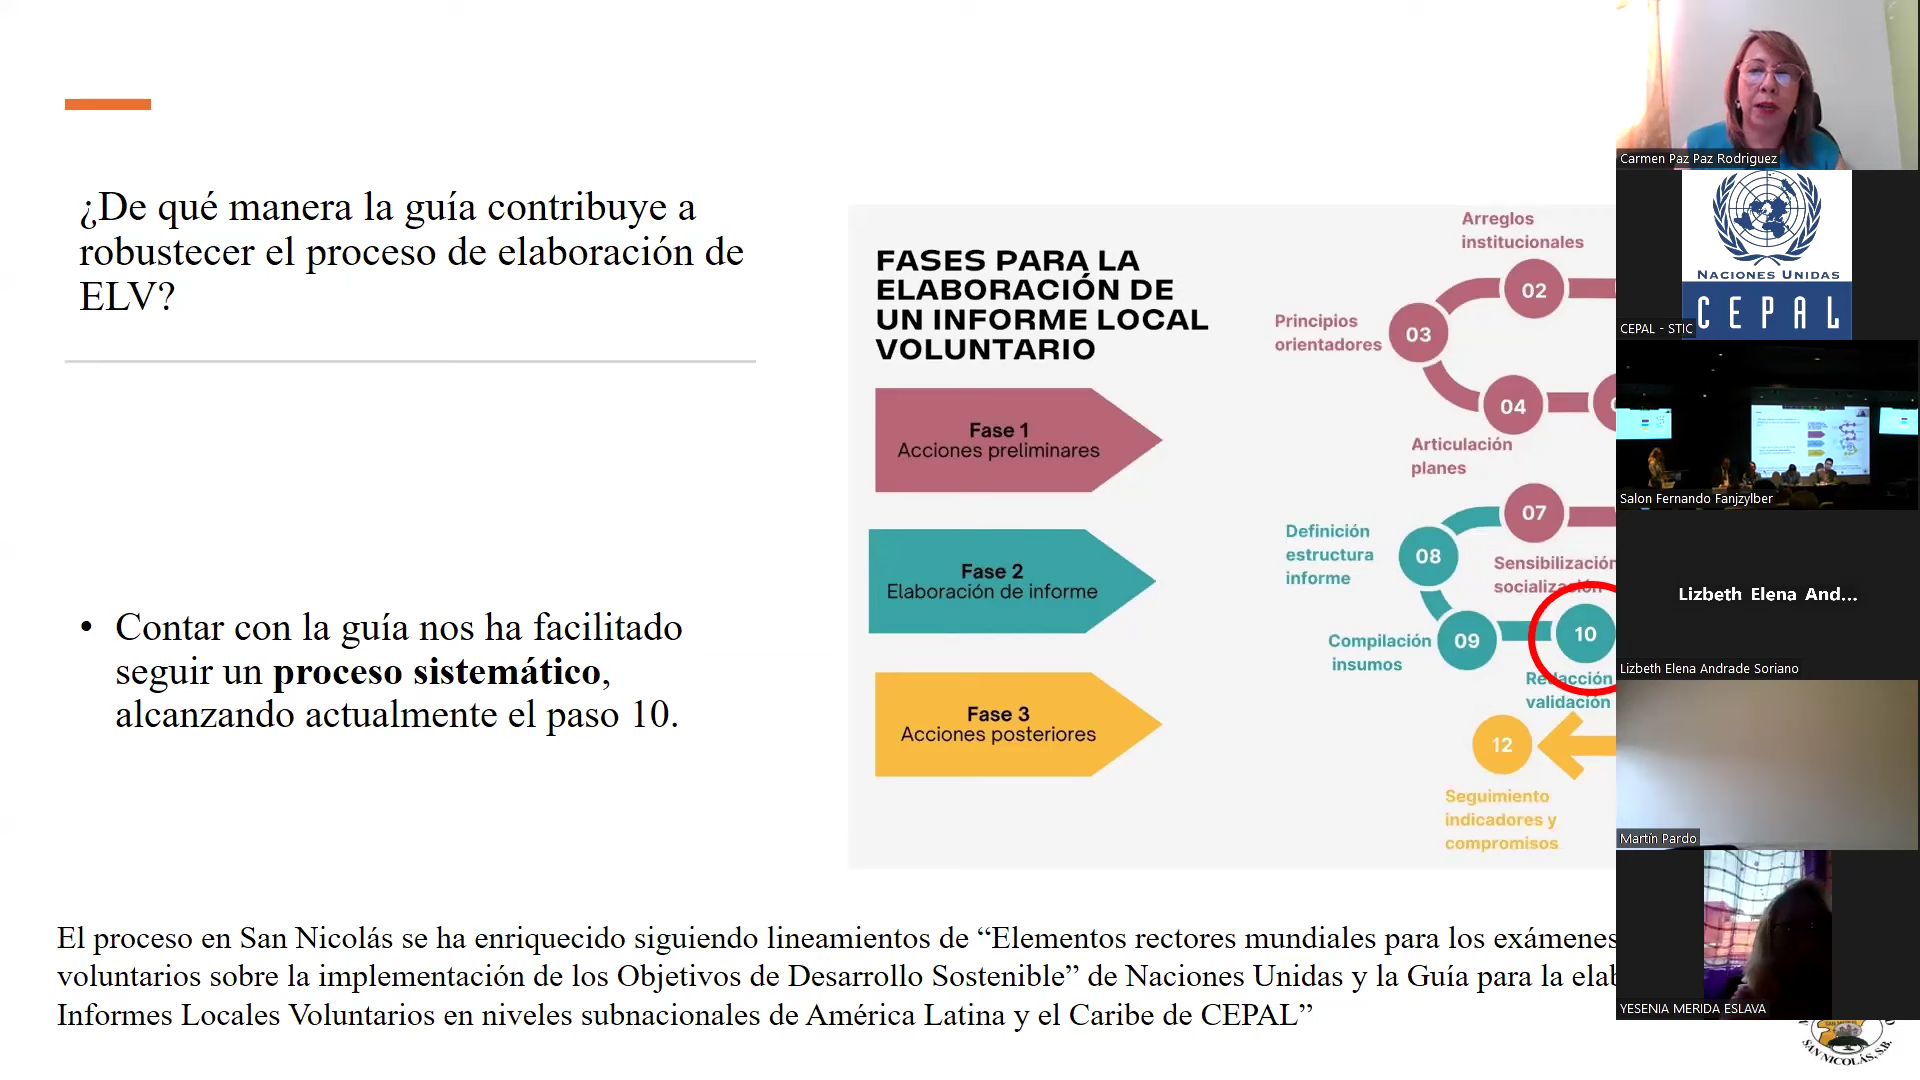 ¿De qué manera la guía contribuye a
robustecer el proceso de elaboración de
ELV?
• Contar con la guía nos ha facilitado
seguir un proceso sistemático,
alcanzando actualmente el paso 10.
FASES PARA LA
ELABORACIÓN DE
UN INFORME LOCAL
VOLUNTARIO
Fase 1
Acciones preliminares
Fase 2
Elaboración de informe
Fase 3
Acciones posteriores
Arreglos
institucionales
02
Principios
orientadores
03
04
Articulación
planes
07
Definición
estructura
informe
08
Sensibilización
socialización
Compilación
insumos
09
10
Redacción
validación
12
Seguimiento
indicadores y
compromisos
El proceso en San Nicolás se ha enriquecido siguiendo lineamientos de “Elementos rectores mundiales para los exámenes
voluntarios sobre la implementación de los Objetivos de Desarrollo Sostenible” de Naciones Unidas y la Guía para la
Informes Locales Voluntarios en niveles subnacionales de América Latina y el Caribe de CEPAL”
Carmen Paz Paz Rodriguez
NACIONES UNIDAS
CEPAL
CEPAL - STIC
Salon Fernando Fanjzylber
Lizbeth Elena And...
Lizbeth Elena Andrade Soriano
Martín Pardo
YESENIA MERIDA ESLAVA
SAN NICOLÁS, S.B.